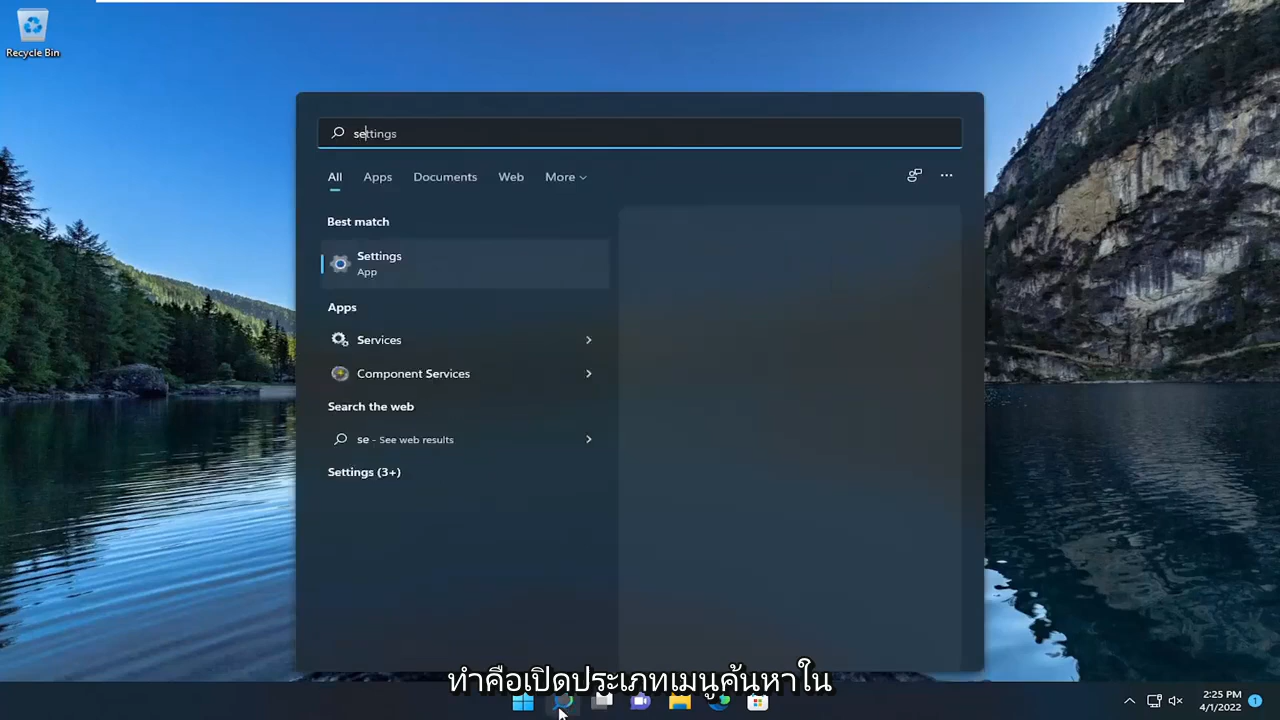 Recycle Bin
settings
All Apps Documents Web More
Best match
Settings
App
Apps
Services
Component Services
Search the web
se - See web results
Settings (3+)
ทำคือเปิดประเภทเมนูค้นหาใน
2:25 PM
4/1/2022
1